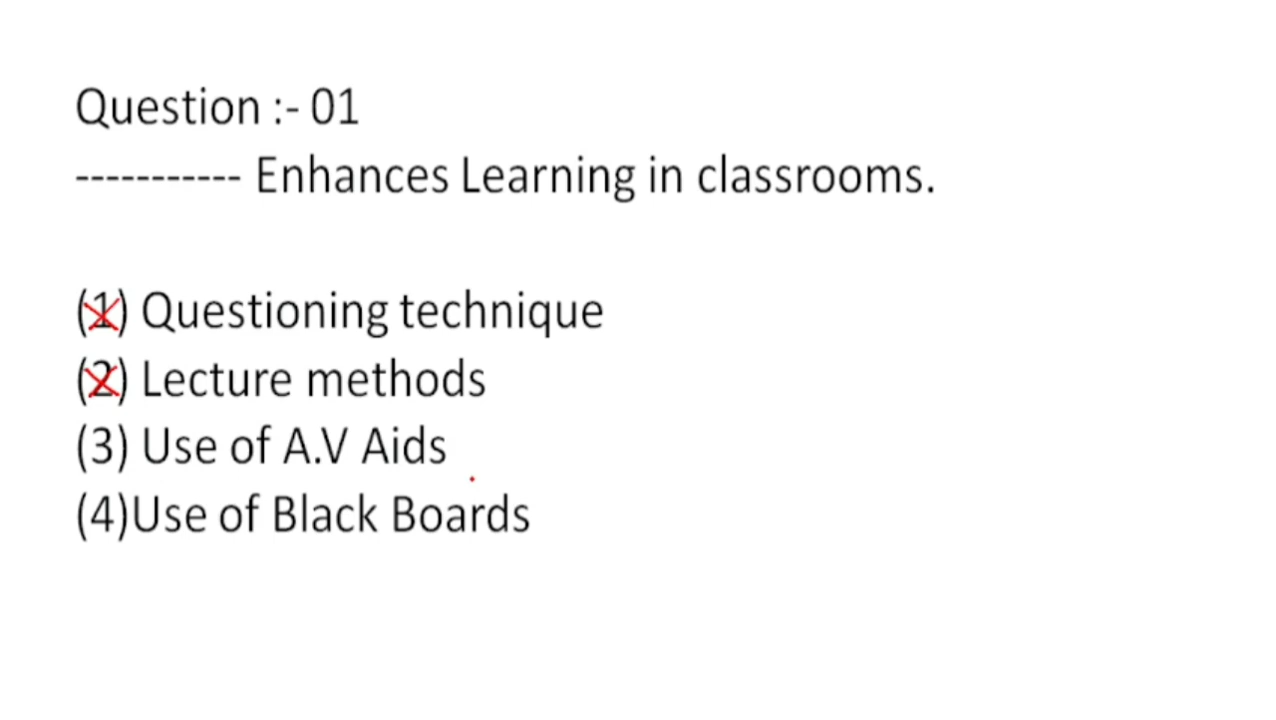 Question :- 01
----------- Enhances Learning in classrooms.
(1) Questioning technique
(2) Lecture methods
(3) Use of A.V Aids
(4)Use of Black Boards